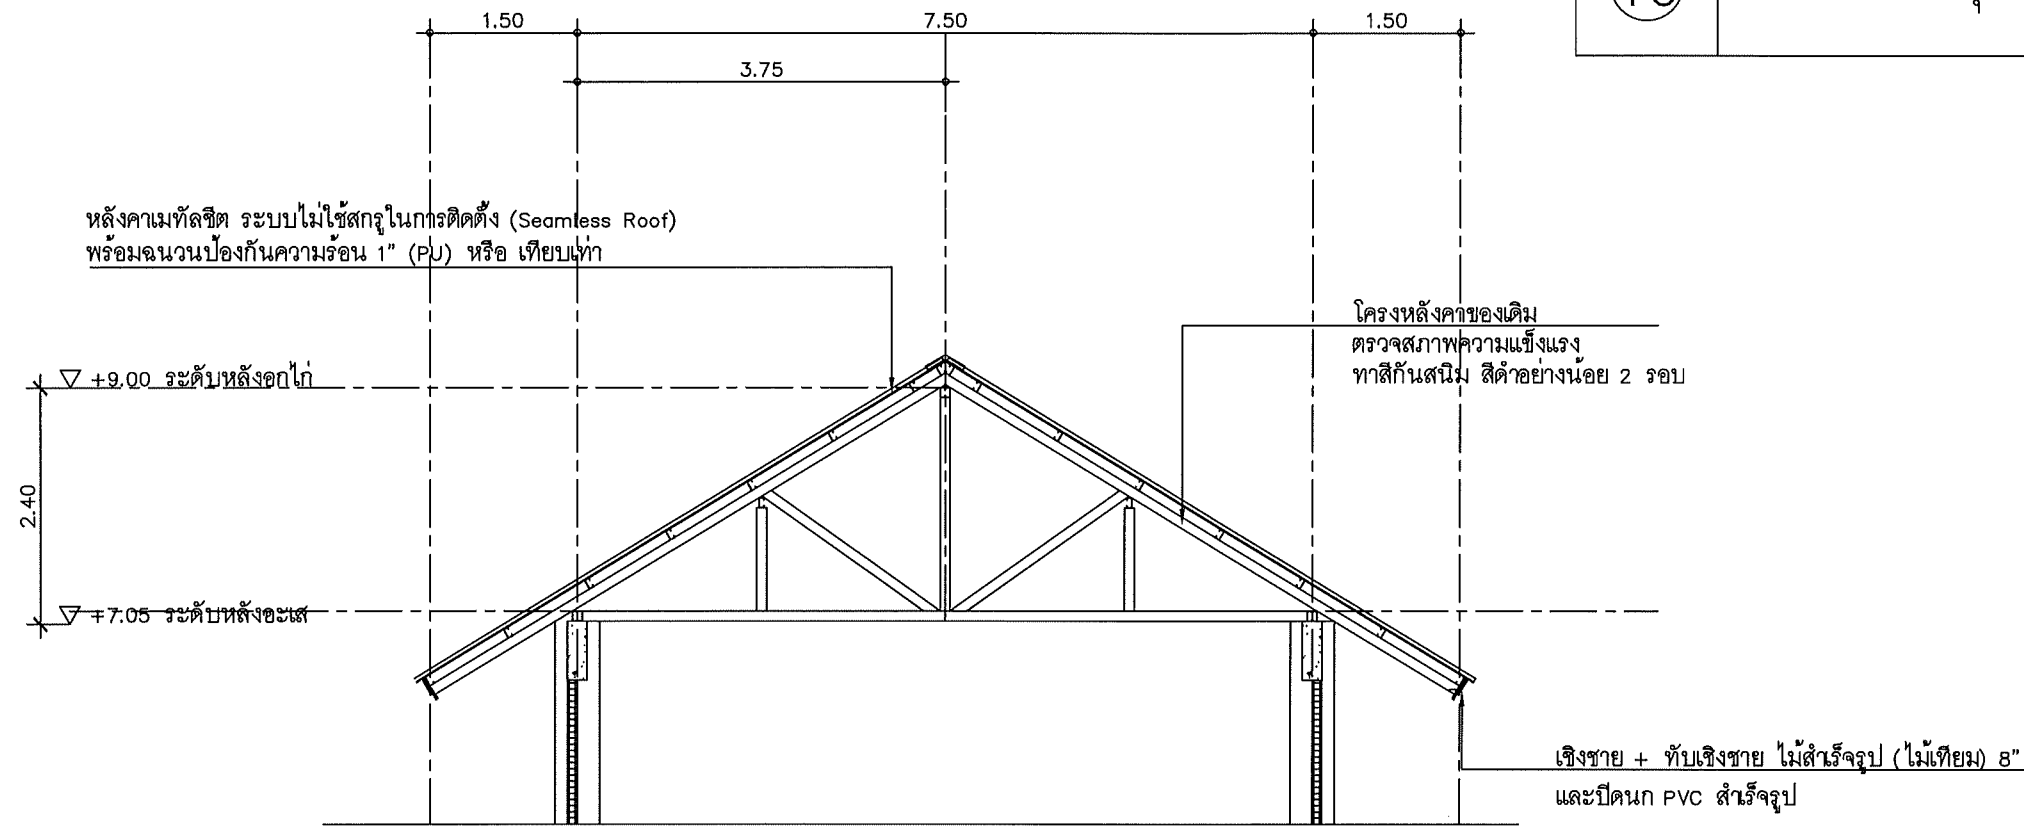 1.50
7.50
1.50
3.75
หลังคาเมทัลชีต ระบบไม่ใช้สกรูในการติดตั้ง (Seamless Roof)
พร้อมฉนวนป้องกันความร้อน 1" (PU) หรือ เทียบเท่า
โครงหลังคาของเดิม
ตรวจสภาพความแข็งแรง
ทาสีกันสนิม สีดำอย่างน้อย 2 รอบ
+9.00 ระดับหลังอกไก่
2.40
+7.05 ระดับหลังอะเส
เชิงชาย + ทับเชิงชาย ไม้สำเร็จรูป (ไม้เทียม) 8"
และปีดนก PVC สำเร็จรูป